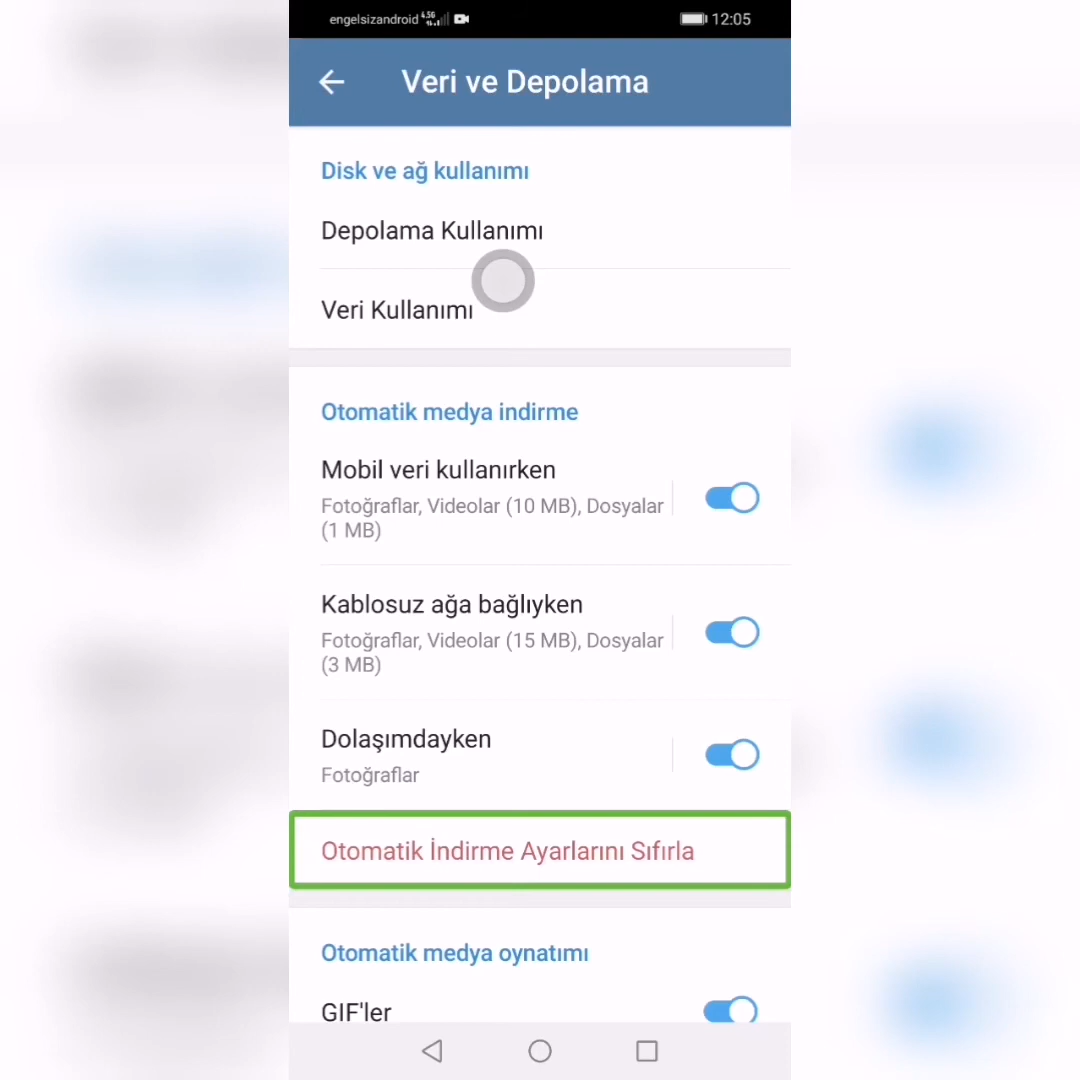 engelsizandroid 4.5G 12:05
Veri ve Depolama
Disk ve ağ kullanımı
Depolama Kullanımı
Veri Kullanımı
Otomatik medya indirme
Mobil veri kullanırken
Fotoğraflar, Videolar (10 MB), Dosyalar
(1 MB)
Kablosuz ağa bağlıyken
Fotoğraflar, Videolar (15 MB), Dosyalar
(3 MB)
Dolaşımdayken
Fotoğraflar
Otomatik İndirme Ayarlarını Sıfırla
Otomatik medya oynatımı
GIF'ler